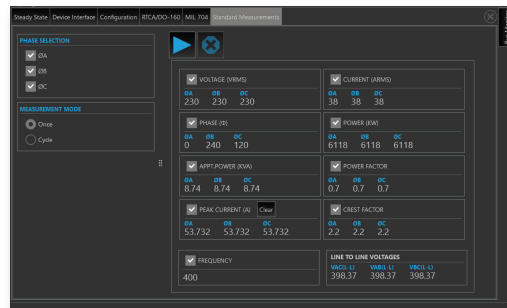 Steady State Device Interface Configuration RTCA/DO-160 MIL 704 Standard Measurements
PHASE SELECTION
ØA
ØB
ØC
MEASUREMENT MODE
Once
Cycle
VOLTAGE (VRMS)
ØA ØB ØC
230 230 230
CURRENT (ARMS)
ØA ØB ØC
38 38 38
PHASE (Φ)
ØA ØB ØC
0 240 120
POWER (KW)
ØA ØB ØC
6118 6118 6118
APPT.POWER (KVA)
ØA ØB ØC
8.74 8.74 8.74
POWER FACTOR
ØA ØB ØC
0.7 0.7 0.7
PEAK CURRENT (A) Clear
ØA ØB ØC
53.732 53.732 53.732
CREST FACTOR
ØA ØB ØC
2.2 2.2 2.2
FREQUENCY
400
LINE TO LINE VOLTAGES
VAC(L-L) VAB(L-L) VBC(L-L)
398.37 398.37 398.37